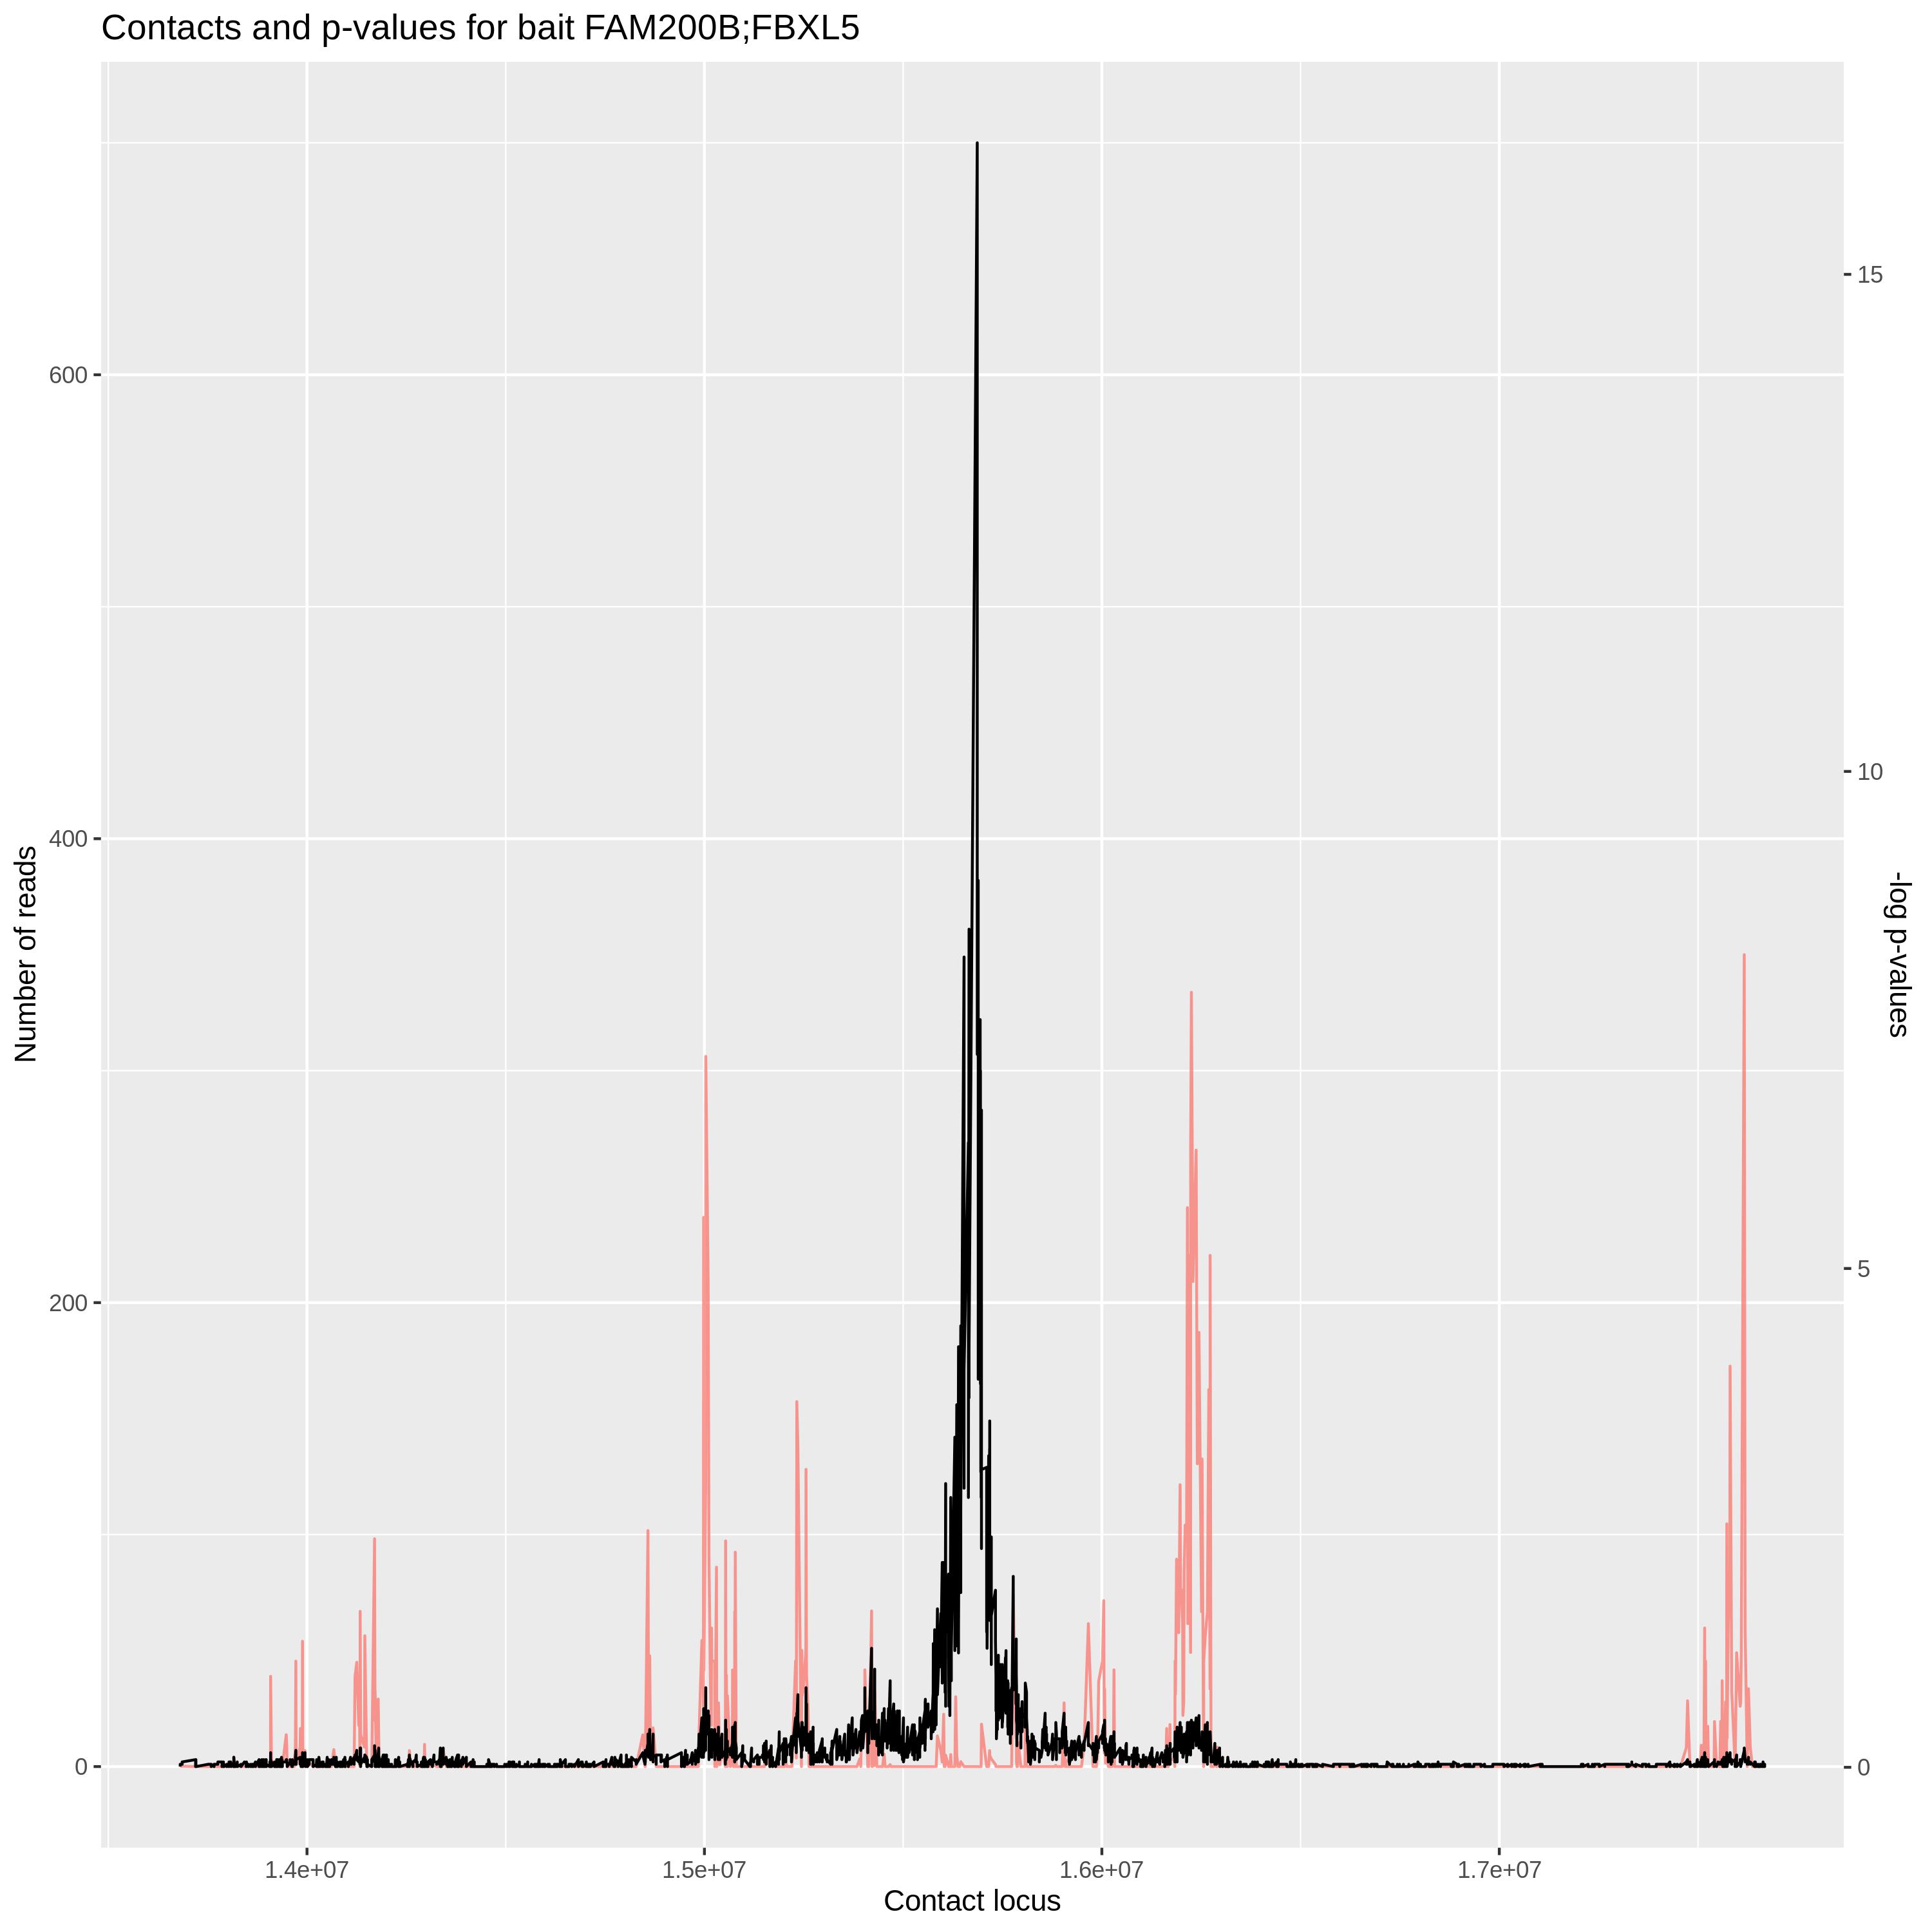 Contacts and p-values for bait FAM200B;FBXL5
Number of reads
600
400
200
0
15
10
5
0
-log p-values
1.4e+07 1.5e+07 1.6e+07 1.7e+07
Contact locus